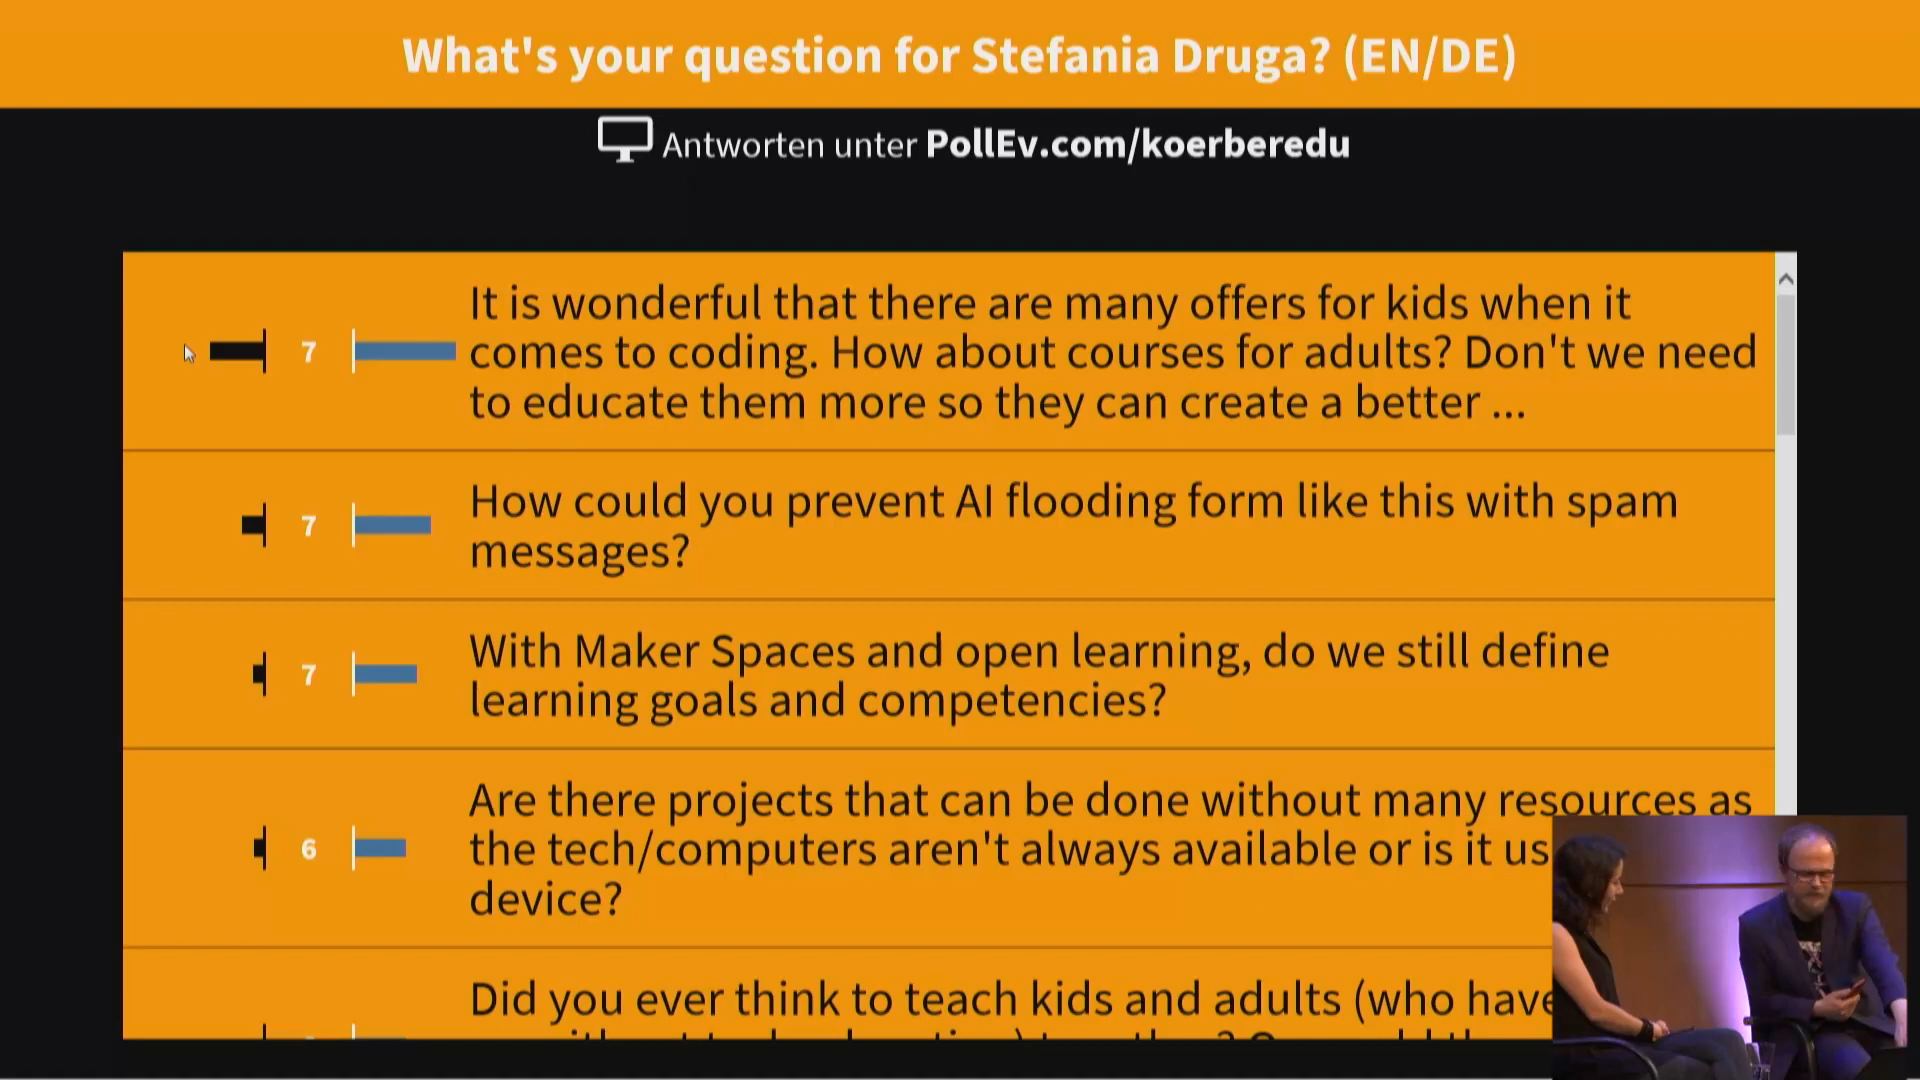 What's your question for Stefania Druga? (EN/DE)
Antworten unter PollEv.com/koerberedu
7
It is wonderful that there are many offers for kids when it
comes to coding. How about courses for adults? Don't we need
to educate them more so they can create a better ...
7
How could you prevent AI flooding form like this with spam
messages?
7
With Maker Spaces and open learning, do we still define
learning goals and competencies?
6
Are there projects that can be done without many resources as
the tech/computers aren't always available or is it us
device?
Did you ever think to teach kids and adults (who have